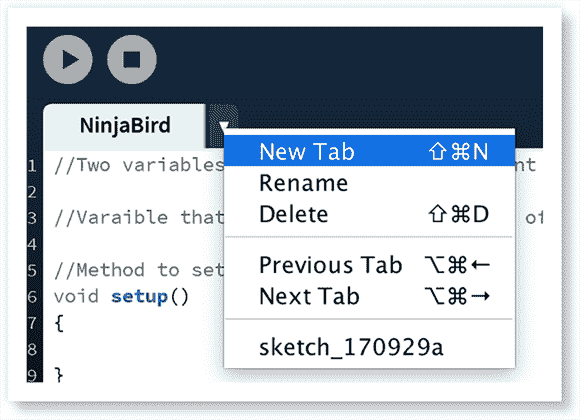 NinjaBird
New Tab ⇧⌘N
Rename
Delete ⇧⌘D
Previous Tab ⌥⌘←
Next Tab ⌥⌘→
sketch_170929a
1 //Two variables
2
3 //Varaible that of
4
5 //Method to set
6 void setup()
7 {
8
9 }